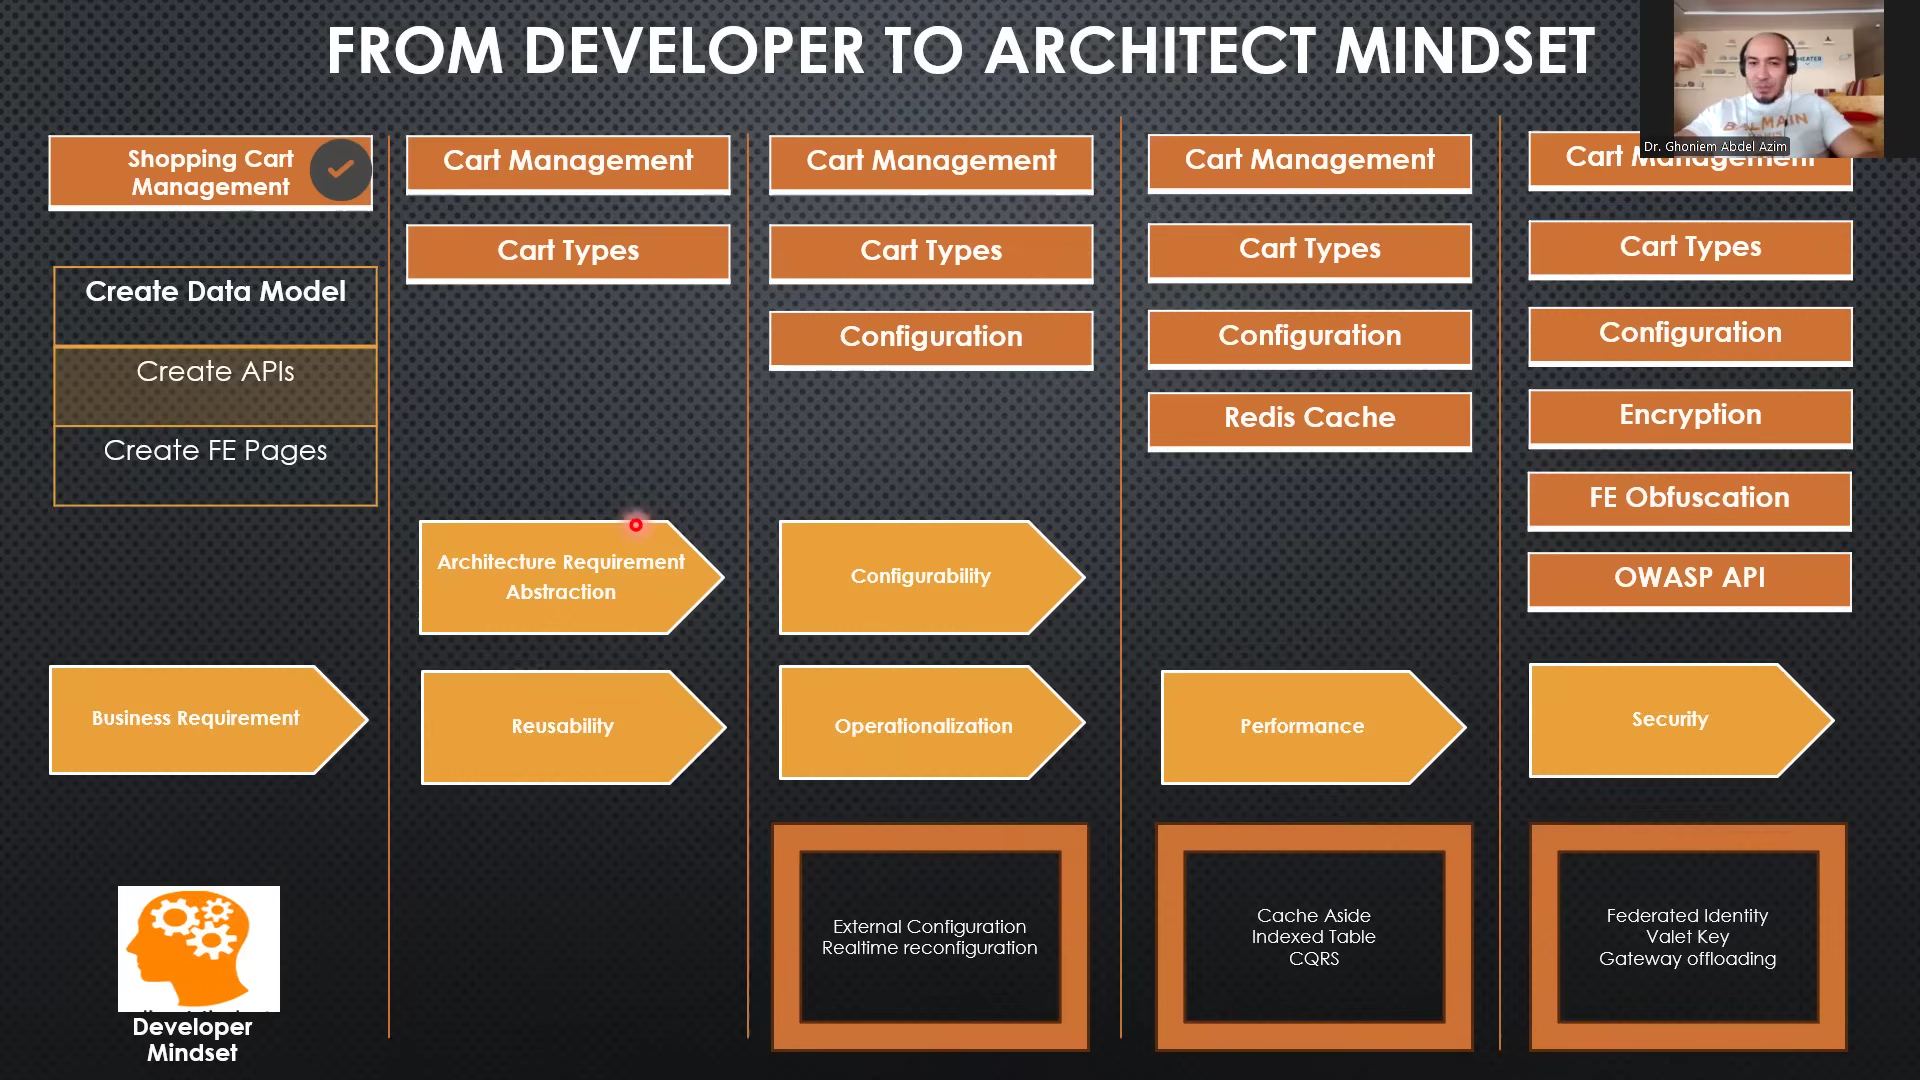 FROM DEVELOPER TO ARCHITECT MINDSET
Dr. Ghoniem Abdel Azim
Shopping Cart
Management
Create Data Model
Create APIs
Create FE Pages
Business Requirement
Developer
Mindset
Cart Management
Cart Types
Architecture Requirement
Abstraction
Reusability
Cart Management
Cart Types
Configuration
Configurability
Operationalization
External Configuration
Realtime reconfiguration
Cart Management
Cart Types
Configuration
Redis Cache
Performance
Cache Aside
Indexed Table
CQRS
Cart Management
Cart Types
Configuration
Encryption
FE Obfuscation
OWASP API
Security
Federated Identity
Valet Key
Gateway offloading
BALMAIN